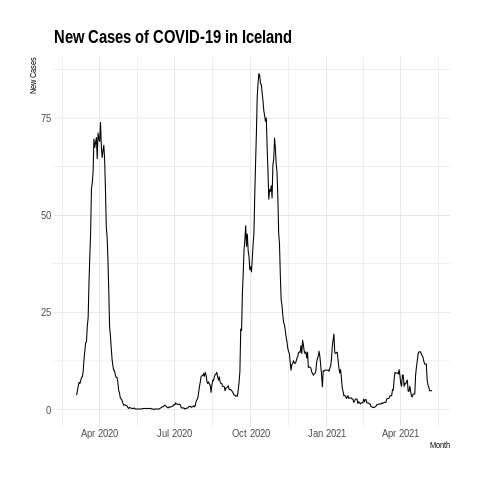 New Cases of COVID-19 in Iceland
New Cases
75
50
25
0
Apr 2020
Jul 2020
Oct 2020
Jan 2021
Apr 2021
Month